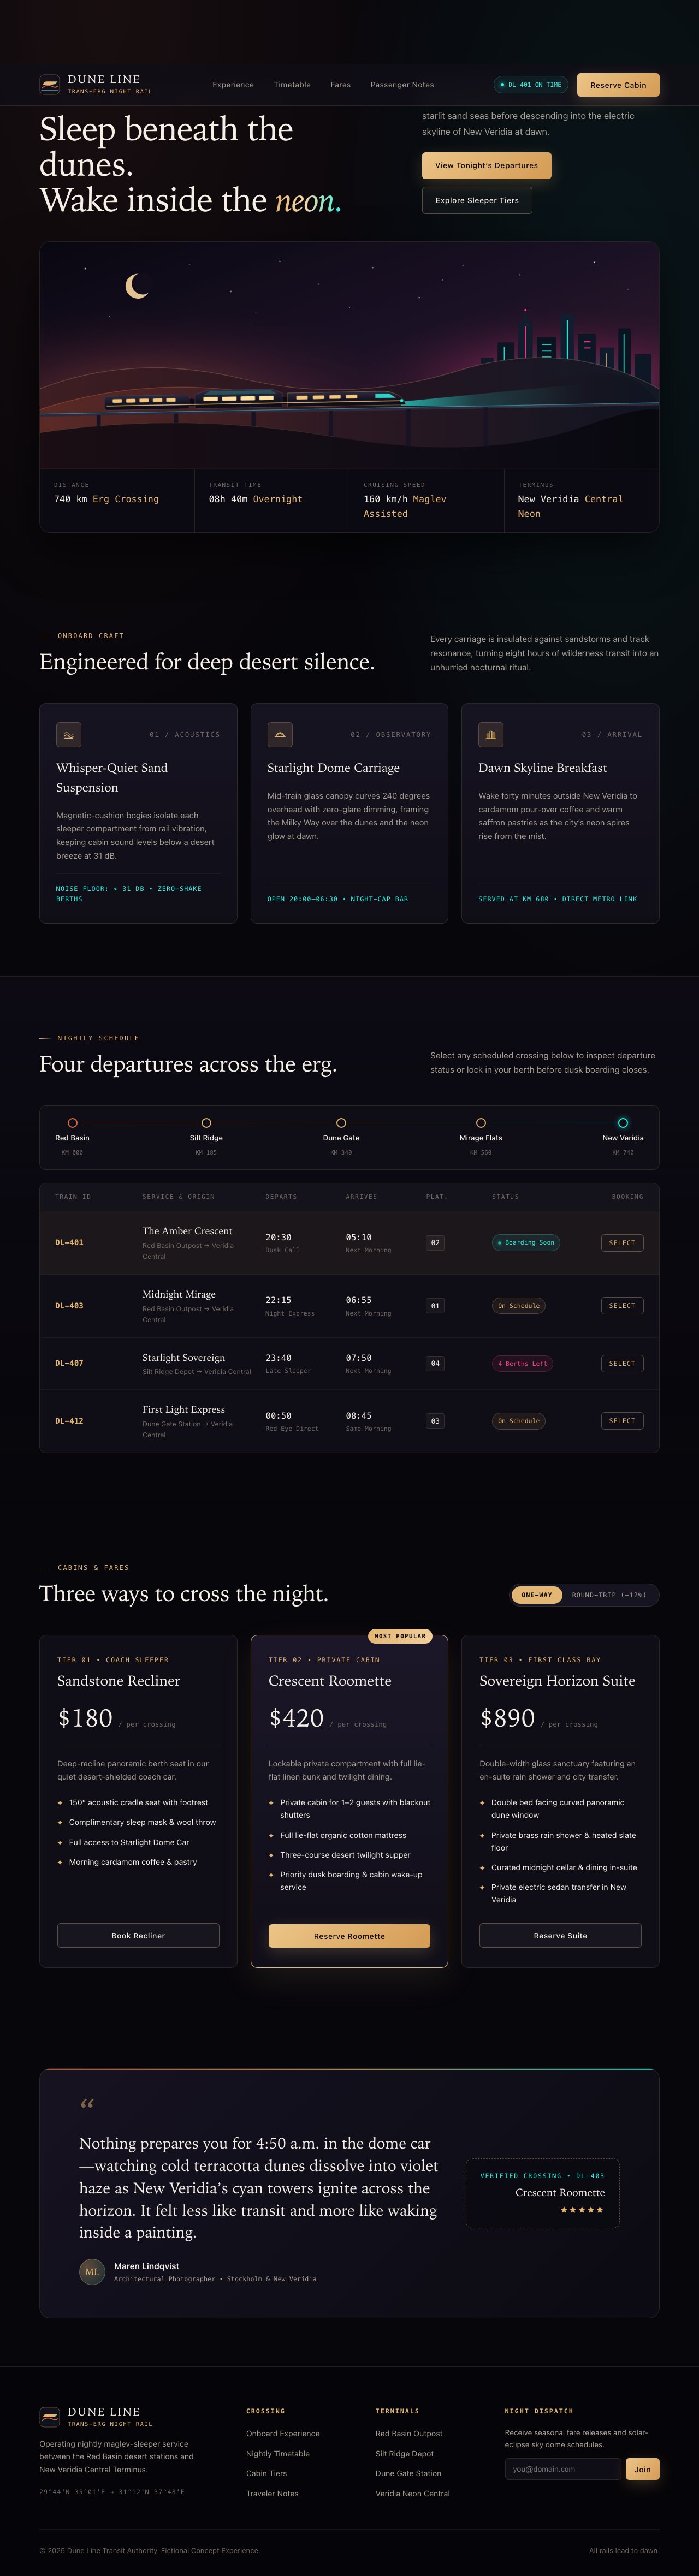 DUNE LINE
TRANS-ERG NIGHT RAIL
Experience
Timetable
Fares
Passenger Notes
DL-401 ON TIME
Reserve Cabin
Sleep beneath the
dunes.
Wake inside the neon.
starlit sand seas before descending into the electric
skyline of New Veridia at dawn.
View Tonight's Departures
Explore Sleeper Tiers
DISTANCE
740 km Erg Crossing
TRANSIT TIME
08h 40m Overnight
CRUISING SPEED
160 km/h Maglev
Assisted
TERMINUS
New Veridia Central
Neon
ONBOARD CRAFT
Engineered for deep desert silence.
Every carriage is insulated against sandstorms and track
resonance, turning eight hours of wilderness transit into an
unhurried nocturnal ritual.
01 / ACOUSTICS
Whisper-Quiet Sand
Suspension
Magnetic-cushion bogies isolate each
sleeper compartment from rail vibration,
keeping cabin sound levels below a desert
breeze at 31 dB.
NOISE FLOOR: < 31 DB • ZERO-SHAKE
BERTHS
02 / OBSERVATORY
Starlight Dome Carriage
Mid-train glass canopy curves 240 degrees
overhead with zero-glare dimming, framing
the Milky Way over the dunes and the neon
glow at dawn.
OPEN 20:00–06:30 • NIGHT-CAP BAR
03 / ARRIVAL
Dawn Skyline Breakfast
Wake forty minutes outside New Veridia to
cardamom pour-over coffee and warm
saffron pastries as the city's neon spires
rise from the mist.
SERVED AT KM 680 • DIRECT METRO LINK
NIGHTLY SCHEDULE
Four departures across the erg.
Select any scheduled crossing below to inspect departure
status or lock in your berth before dusk boarding closes.
Red Basin
KM 000
Silt Ridge
KM 185
Dune Gate
KM 340
Mirage Flats
KM 560
New Veridia
KM 740
TRAIN ID
SERVICE & ORIGIN
DEPARTS
ARRIVES
PLAT.
STATUS
BOOKING
DL-401
The Amber Crescent
Red Basin Outpost → Veridia
Central
20:30
Dusk Call
05:10
Next Morning
02
Boarding Soon
SELECT
DL-403
Midnight Mirage
Red Basin Outpost → Veridia
Central
22:15
Night Express
06:55
Next Morning
01
On Schedule
SELECT
DL-407
Starlight Sovereign
Silt Ridge Depot → Veridia Central
23:40
Late Sleeper
07:50
Next Morning
04
4 Berths Left
SELECT
DL-412
First Light Express
Dune Gate Station → Veridia
Central
00:50
Red-Eye Direct
08:45
Same Morning
03
On Schedule
SELECT
CABINS & FARES
Three ways to cross the night.
ONE-WAY
ROUND-TRIP (-12%)
TIER 01 • COACH SLEEPER
Sandstone Recliner
$180 / per crossing
Deep-recline panoramic berth seat in our
quiet desert-shielded coach car.
✦ 150° acoustic cradle seat with footrest
✦ Complimentary sleep mask & wool throw
✦ Full access to Starlight Dome Car
✦ Morning cardamom coffee & pastry
Book Recliner
MOST POPULAR
TIER 02 • PRIVATE CABIN
Crescent Roomette
$420 / per crossing
Lockable private compartment with full lie-
flat linen bunk and twilight dining.
✦ Private cabin for 1–2 guests with blackout
shutters
✦ Full lie-flat organic cotton mattress
✦ Three-course desert twilight supper
✦ Priority dusk boarding & cabin wake-up
service
Reserve Roomette
TIER 03 • FIRST CLASS BAY
Sovereign Horizon Suite
$890 / per crossing
Double-width glass sanctuary featuring an
en-suite rain shower and city transfer.
✦ Double bed facing curved panoramic
dune window
✦ Private brass rain shower & heated slate
floor
✦ Curated midnight cellar & dining in-suite
✦ Private electric sedan transfer in New
Veridia
Reserve Suite
“
Nothing prepares you for 4:50 a.m. in the dome car
—watching cold terracotta dunes dissolve into violet
haze as New Veridia's cyan towers ignite across the
horizon. It felt less like transit and more like waking
inside a painting.
ML
Maren Lindqvist
Architectural Photographer • Stockholm & New Veridia
VERIFIED CROSSING • DL-403
Crescent Roomette
★★★★★
DUNE LINE
TRANS-ERG NIGHT RAIL
Operating nightly maglev-sleeper service
between the Red Basin desert stations and
New Veridia Central Terminus.
29°44'N 35°01'E → 31°12'N 37°48'E
CROSSING
Onboard Experience
Nightly Timetable
Cabin Tiers
Traveler Notes
TERMINALS
Red Basin Outpost
Silt Ridge Depot
Dune Gate Station
Veridia Neon Central
NIGHT DISPATCH
Receive seasonal fare releases and solar-
eclipse sky dome schedules.
you@domain.com
Join
© 2025 Dune Line Transit Authority. Fictional Concept Experience.
All rails lead to dawn.